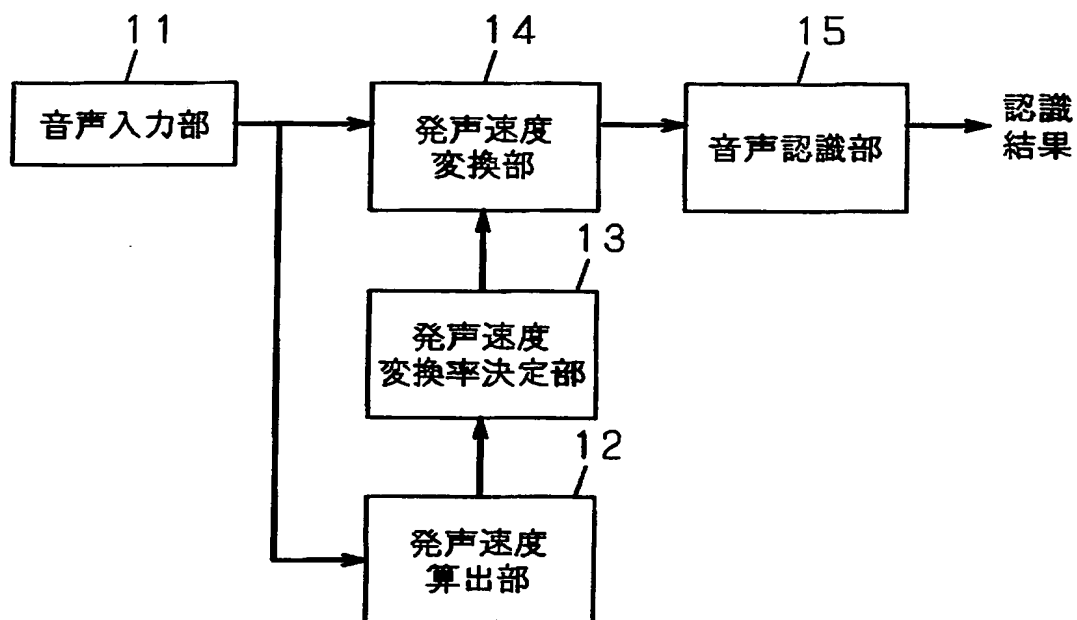 11
音声入力部
14
発声速度
変換部
15
音声認識部
認識
結果
13
発声速度
変換率決定部
12
発声速度
算出部